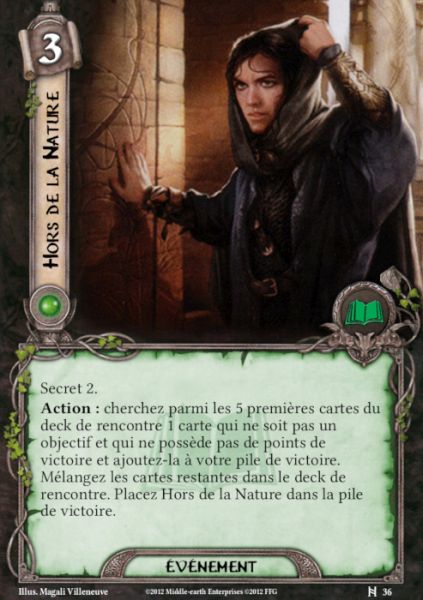 3
HORS DE LA NATURE
Secret 2.
Action : cherchez parmi les 5 premières cartes du
deck de rencontre 1 carte qui ne soit pas un
objectif et qui ne possède pas de points de
victoire et ajoutez-la à votre pile de victoire.
Mélangez les cartes restantes dans le deck de
rencontre. Placez Hors de la Nature dans la pile
de victoire.
ÉVÉNEMENT
Illus. Magali Villeneuve
©2012 Middle-earth Enterprises ©2012 FFG
36